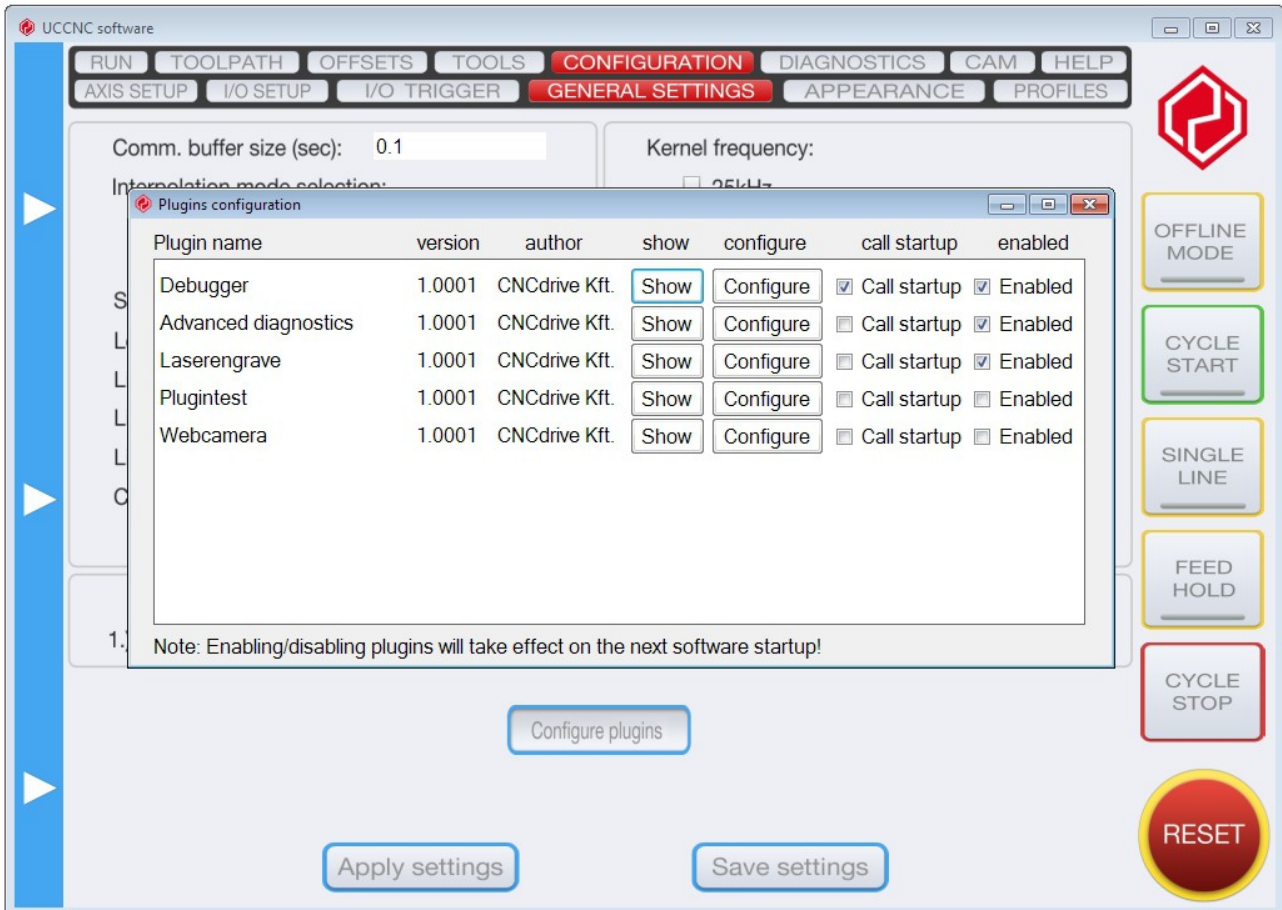 UCCNC software
RUN TOOLPATH OFFSETS TOOLS CONFIGURATION DIAGNOSTICS CAM HELP
AXIS SETUP I/O SETUP I/O TRIGGER GENERAL SETTINGS APPEARANCE PROFILES
Comm. buffer size (sec): 0.1
Interpolation mode selection:
Kernel frequency:
25kHz
Plugins configuration
Plugin name version author show configure call startup enabled
Debugger 1.0001 CNCdrive Kft. Show Configure Call startup Enabled
Advanced diagnostics 1.0001 CNCdrive Kft. Show Configure Call startup Enabled
Laserengrave 1.0001 CNCdrive Kft. Show Configure Call startup Enabled
Plugintest 1.0001 CNCdrive Kft. Show Configure Call startup Enabled
Webcamera 1.0001 CNCdrive Kft. Show Configure Call startup Enabled
Note: Enabling/disabling plugins will take effect on the next software startup!
1.)
Configure plugins
Apply settings Save settings
OFFLINE
MODE
CYCLE
START
SINGLE
LINE
FEED
HOLD
CYCLE
STOP
RESET